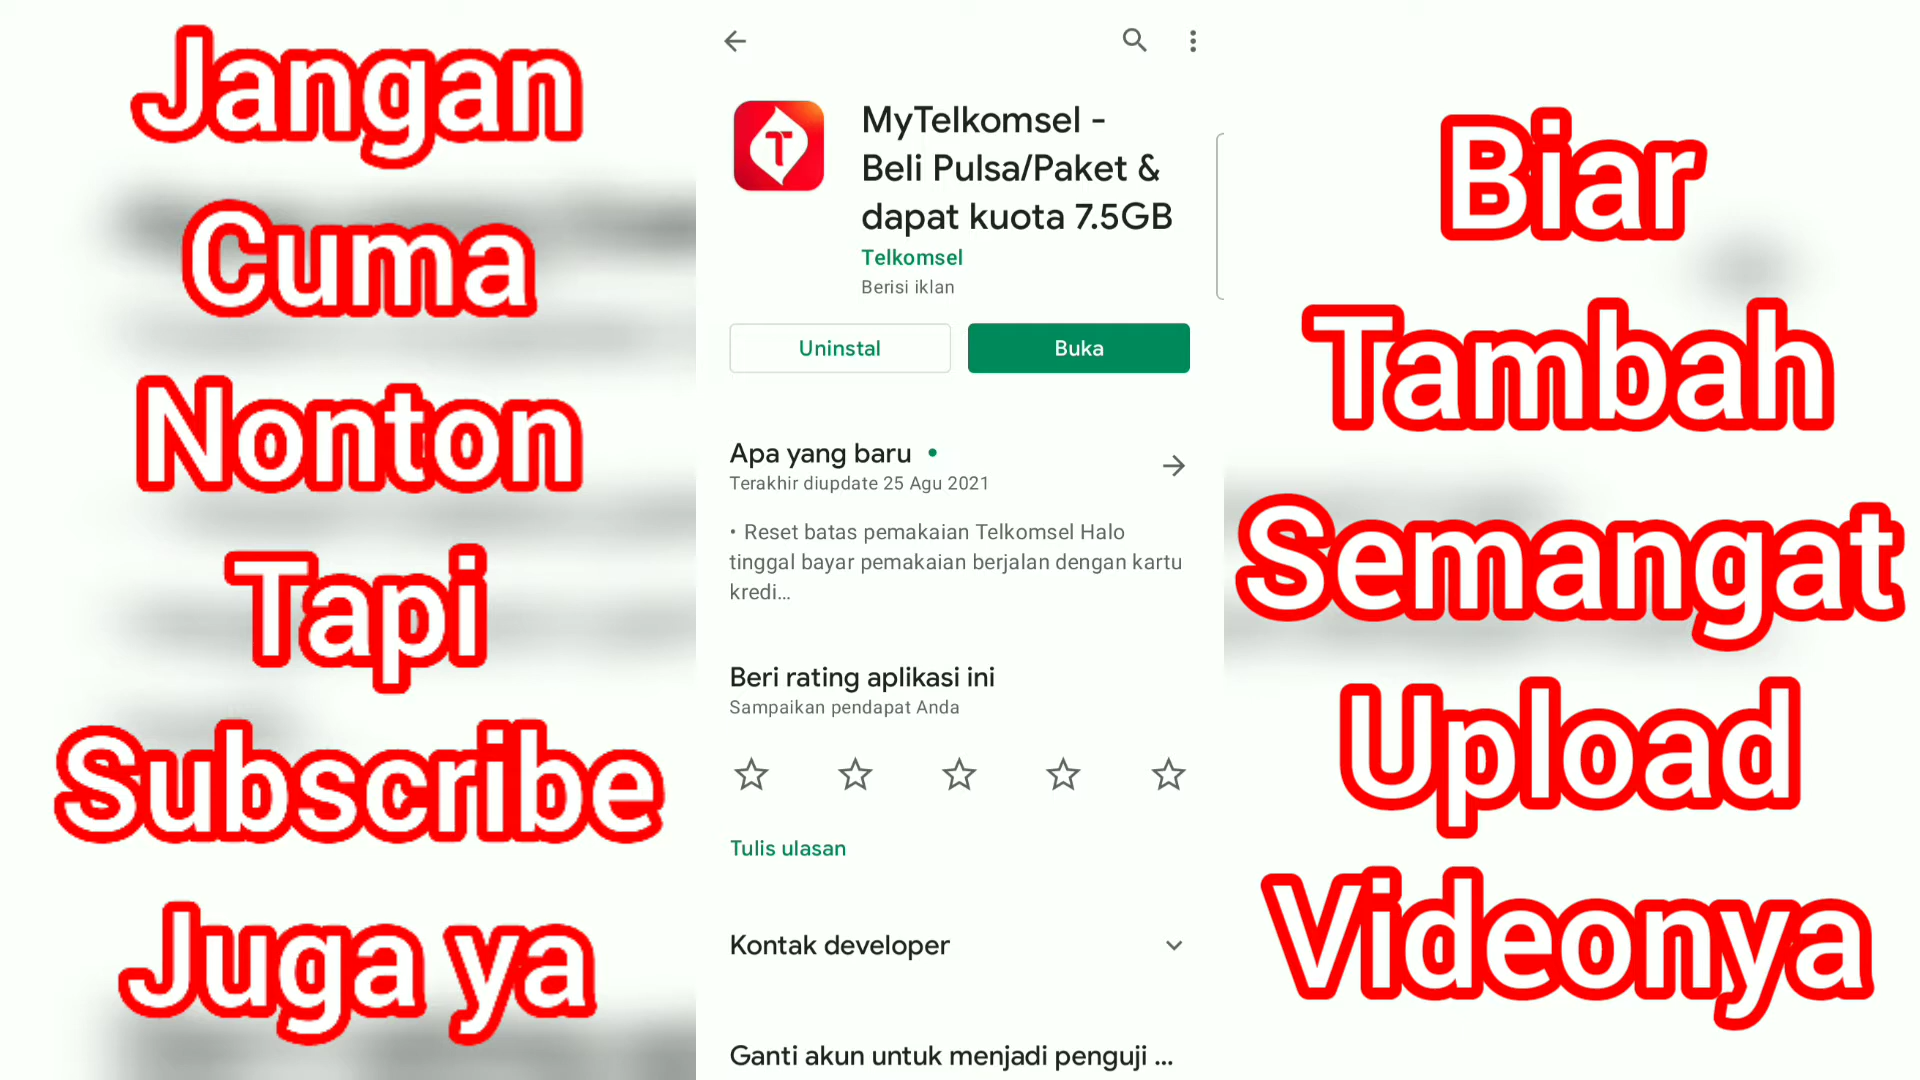 Jangan
Cuma
Nonton
Tapi
Subscribe
Juga ya
T
MyTelkomsel -
Beli Pulsa/Paket &
dapat kuota 7.5GB
Telkomsel
Berisi iklan
Uninstal
Buka
Apa yang baru •
Terakhir diupdate 25 Agu 2021
• Reset batas pemakaian Telkomsel Halo
tinggal bayar pemakaian berjalan dengan kartu
kredi...
Beri rating aplikasi ini
Sampaikan pendapat Anda
Tulis ulasan
Kontak developer
Ganti akun untuk menjadi penguji ...
Biar
Tambah
Semangat
Upload
Videonya